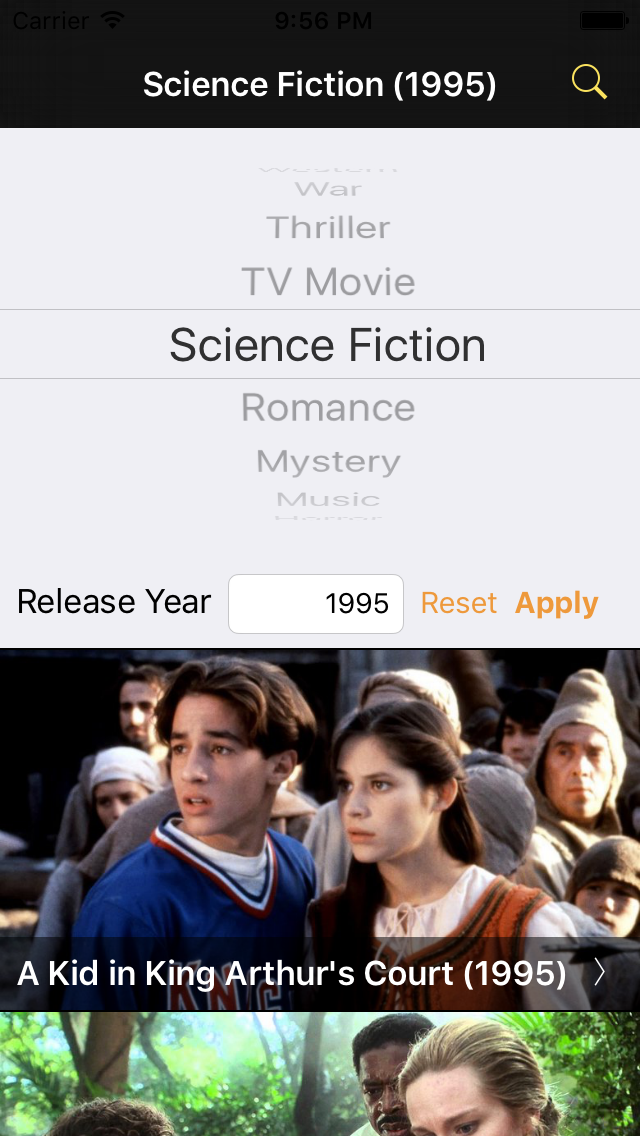 Carrier 9:56 PM
Science Fiction (1995)
Western
War
Thriller
TV Movie
Science Fiction
Romance
Mystery
Music
Horror
Release Year 1995 Reset Apply
A Kid in King Arthur's Court (1995)